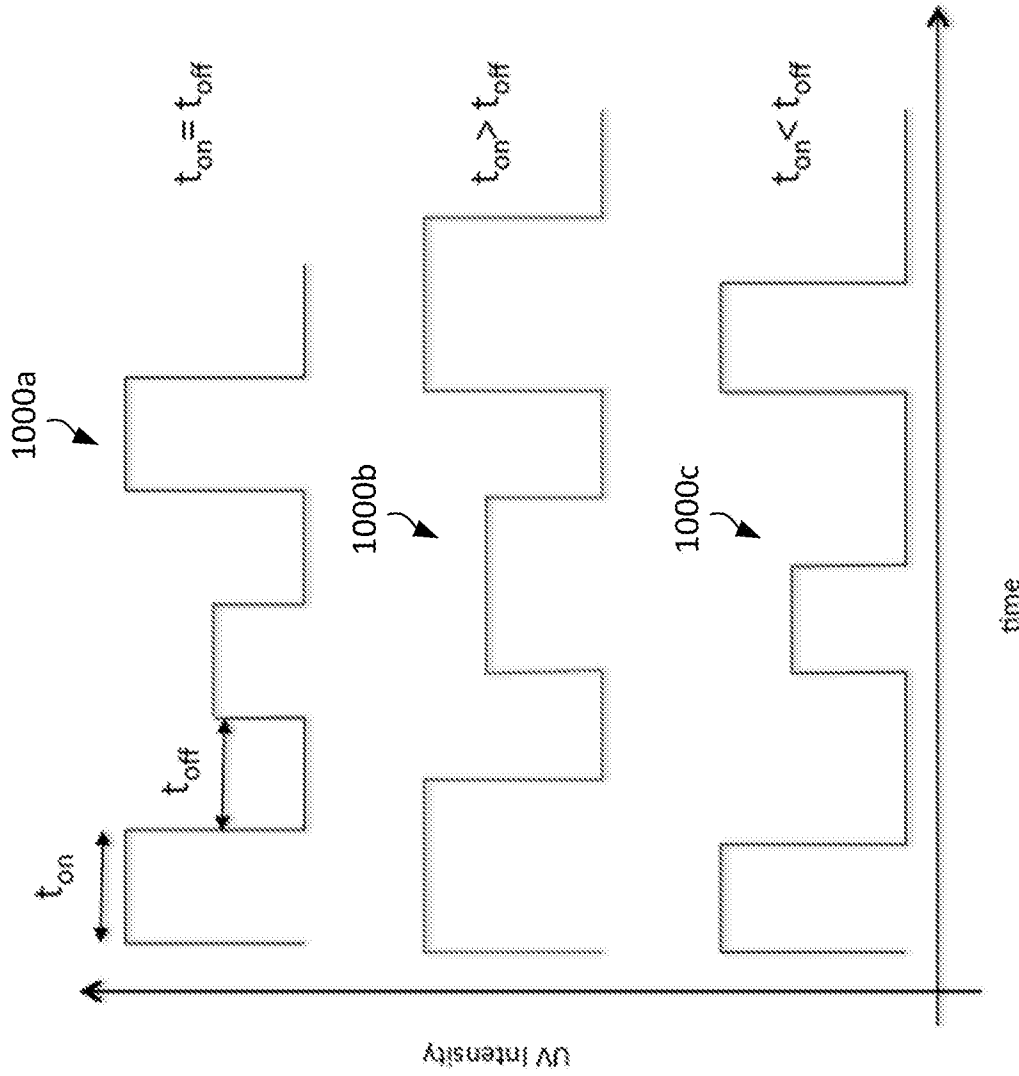 1000a
t_on
t_off
t_on = t_off
1000b
t_on > t_off
1000c
t_on < t_off
UV Intensity
time